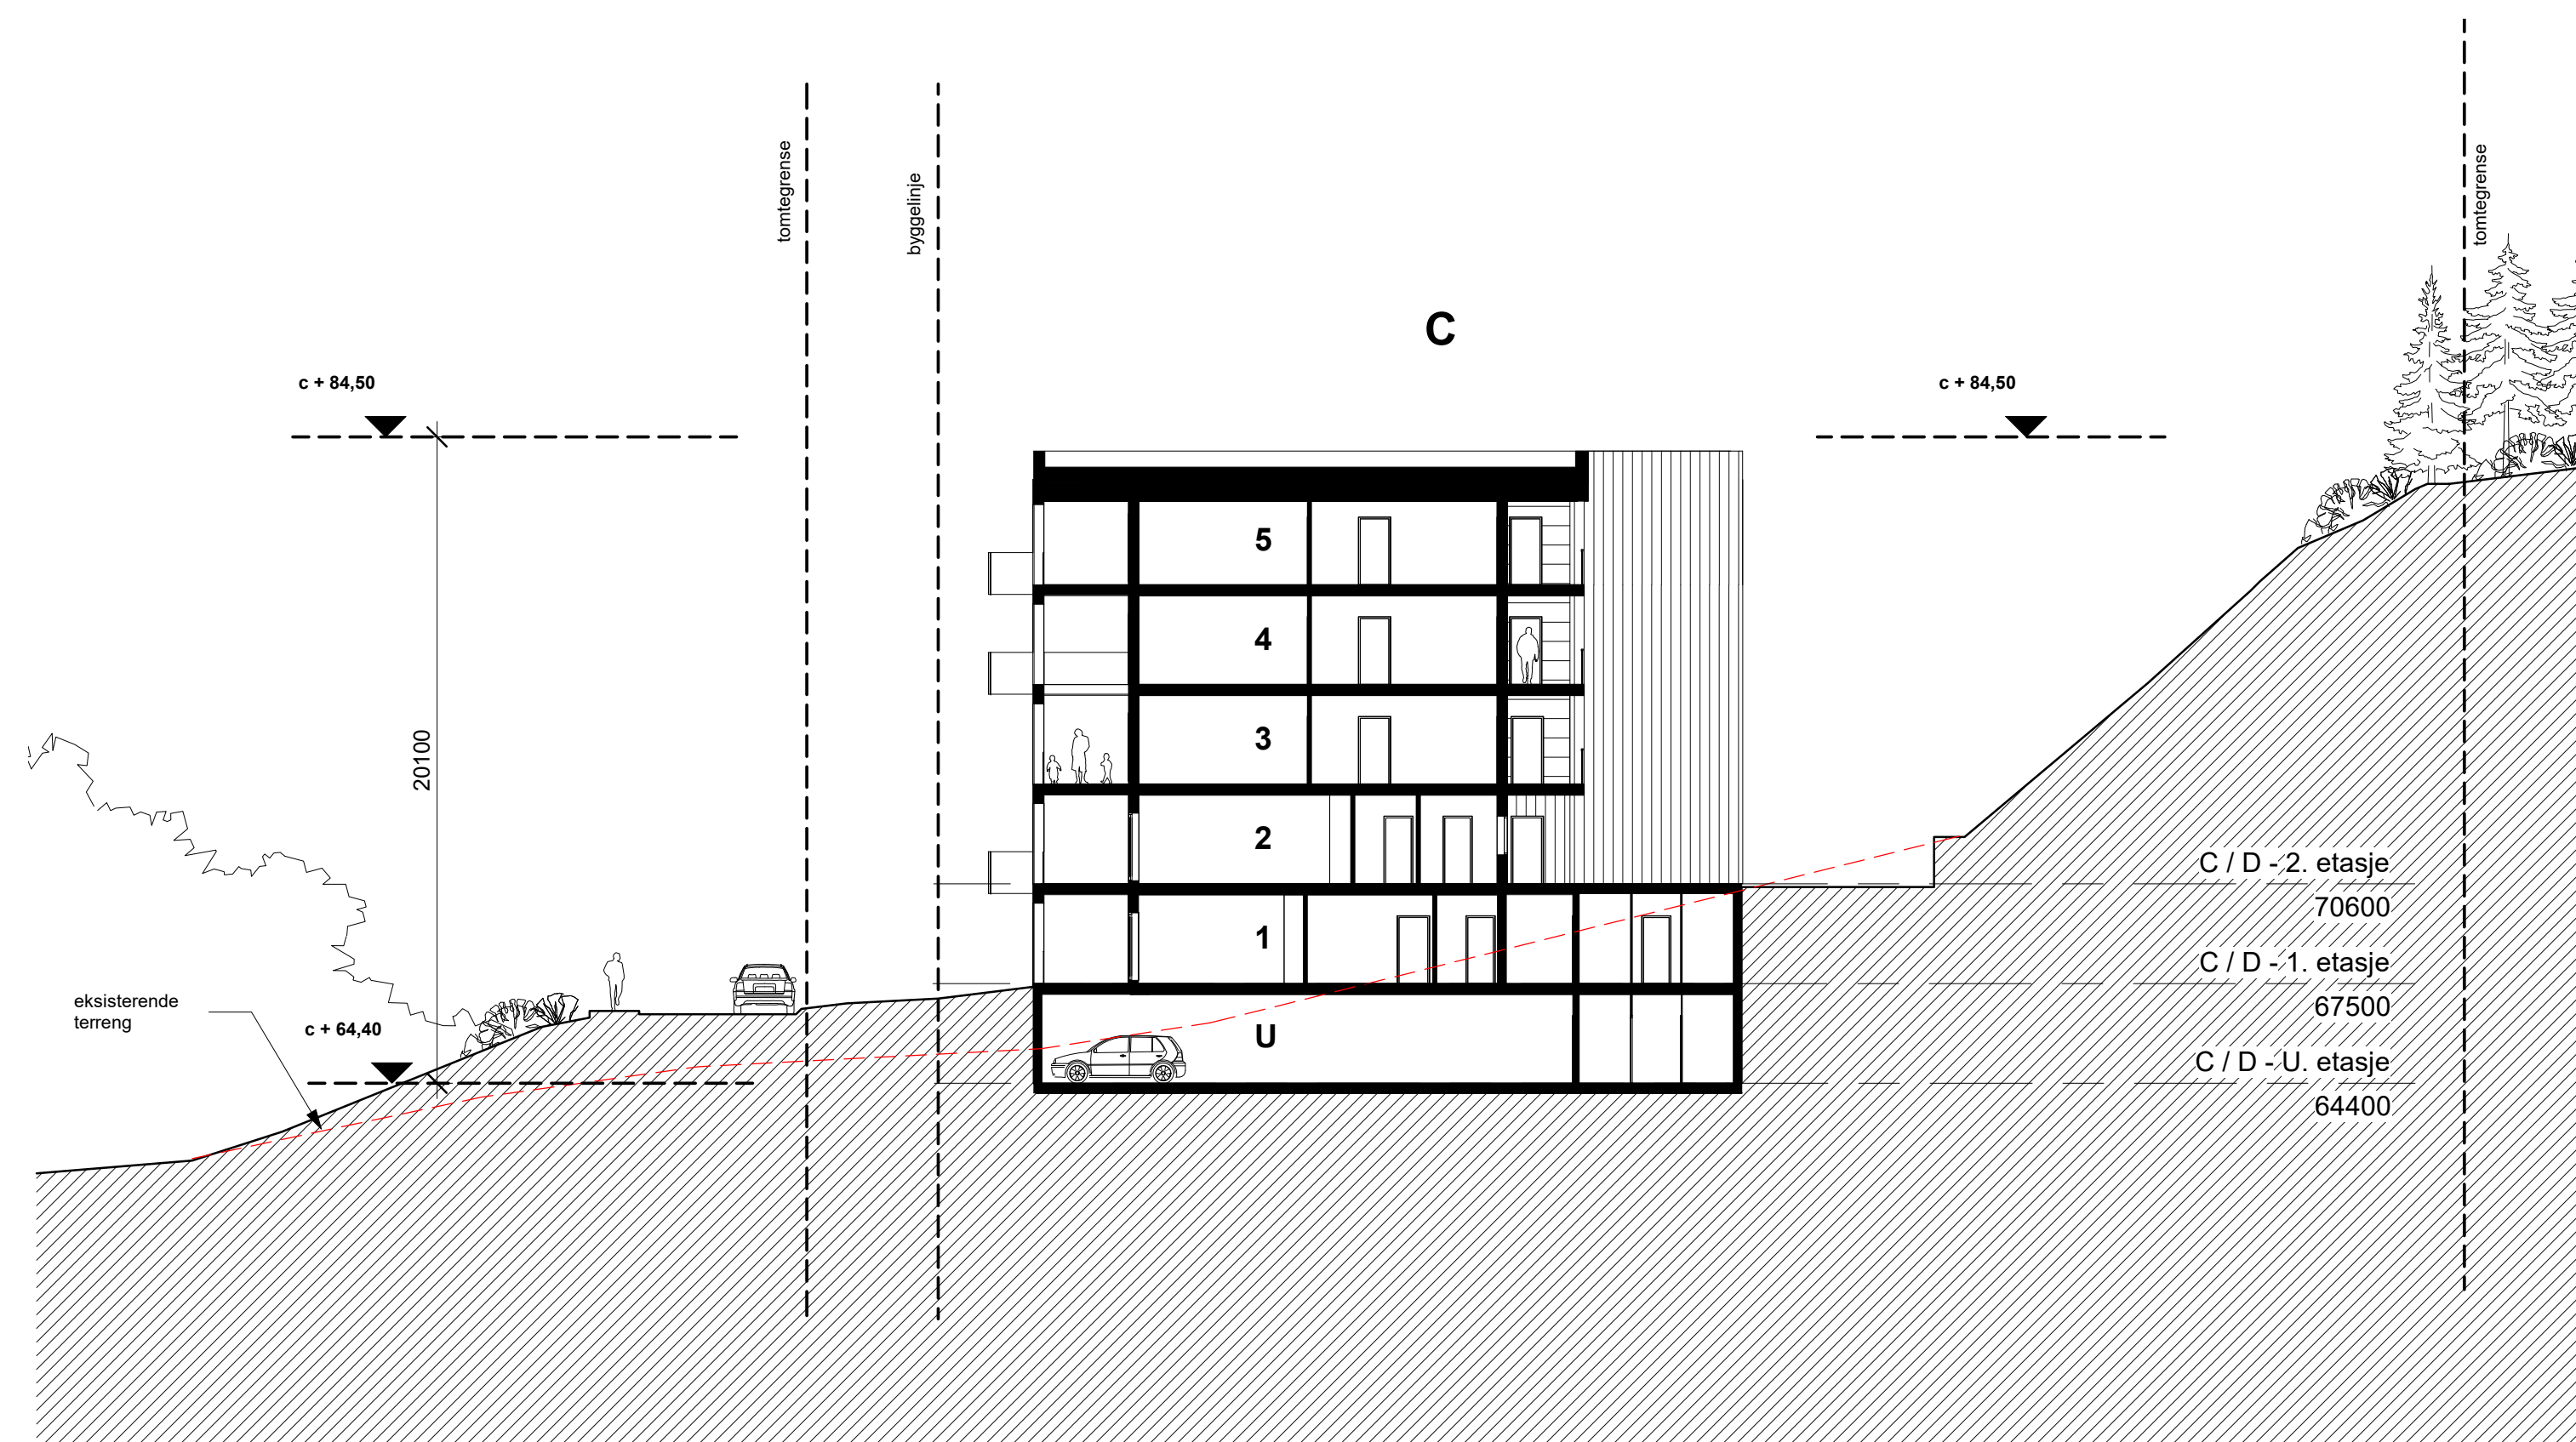 tomtegrense
byggelinje
tomtegrense
C
c + 84,50
c + 84,50
5
4
3
20100
2
C / D - 2. etasje
70600
1
C / D - 1. etasje
67500
eksisterende
terreng
c + 64,40
U
C / D - U. etasje
64400